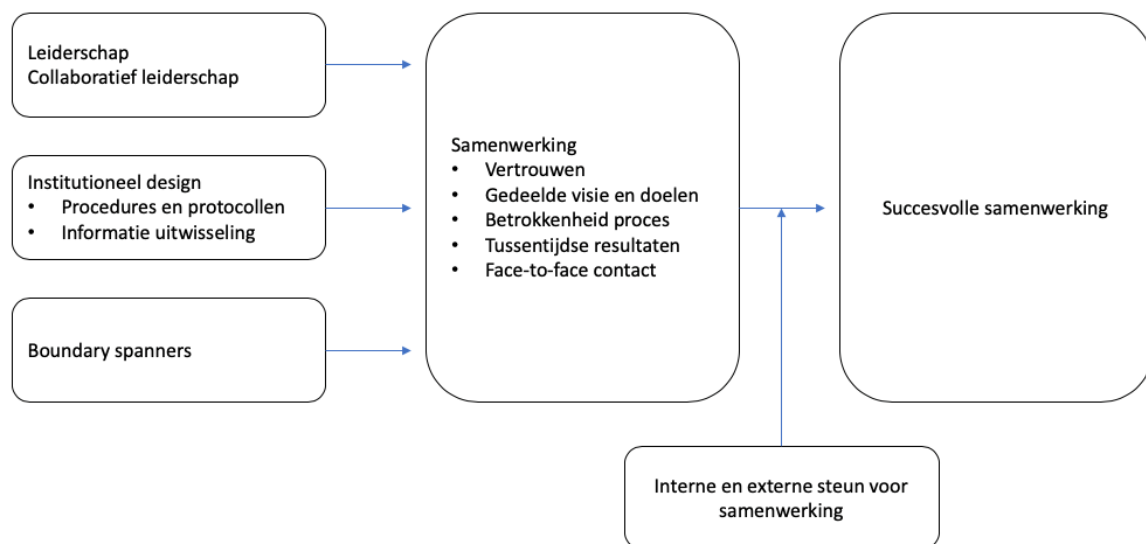 Leiderschap
Collaboratief leiderschap
Institutioneel design
• Procedures en protocollen
• Informatie uitwisseling
Boundary spanners
Samenwerking
• Vertrouwen
• Gedeelde visie en doelen
• Betrokkenheid proces
• Tussentijdse resultaten
• Face-to-face contact
Succesvolle samenwerking
Interne en externe steun voor
samenwerking